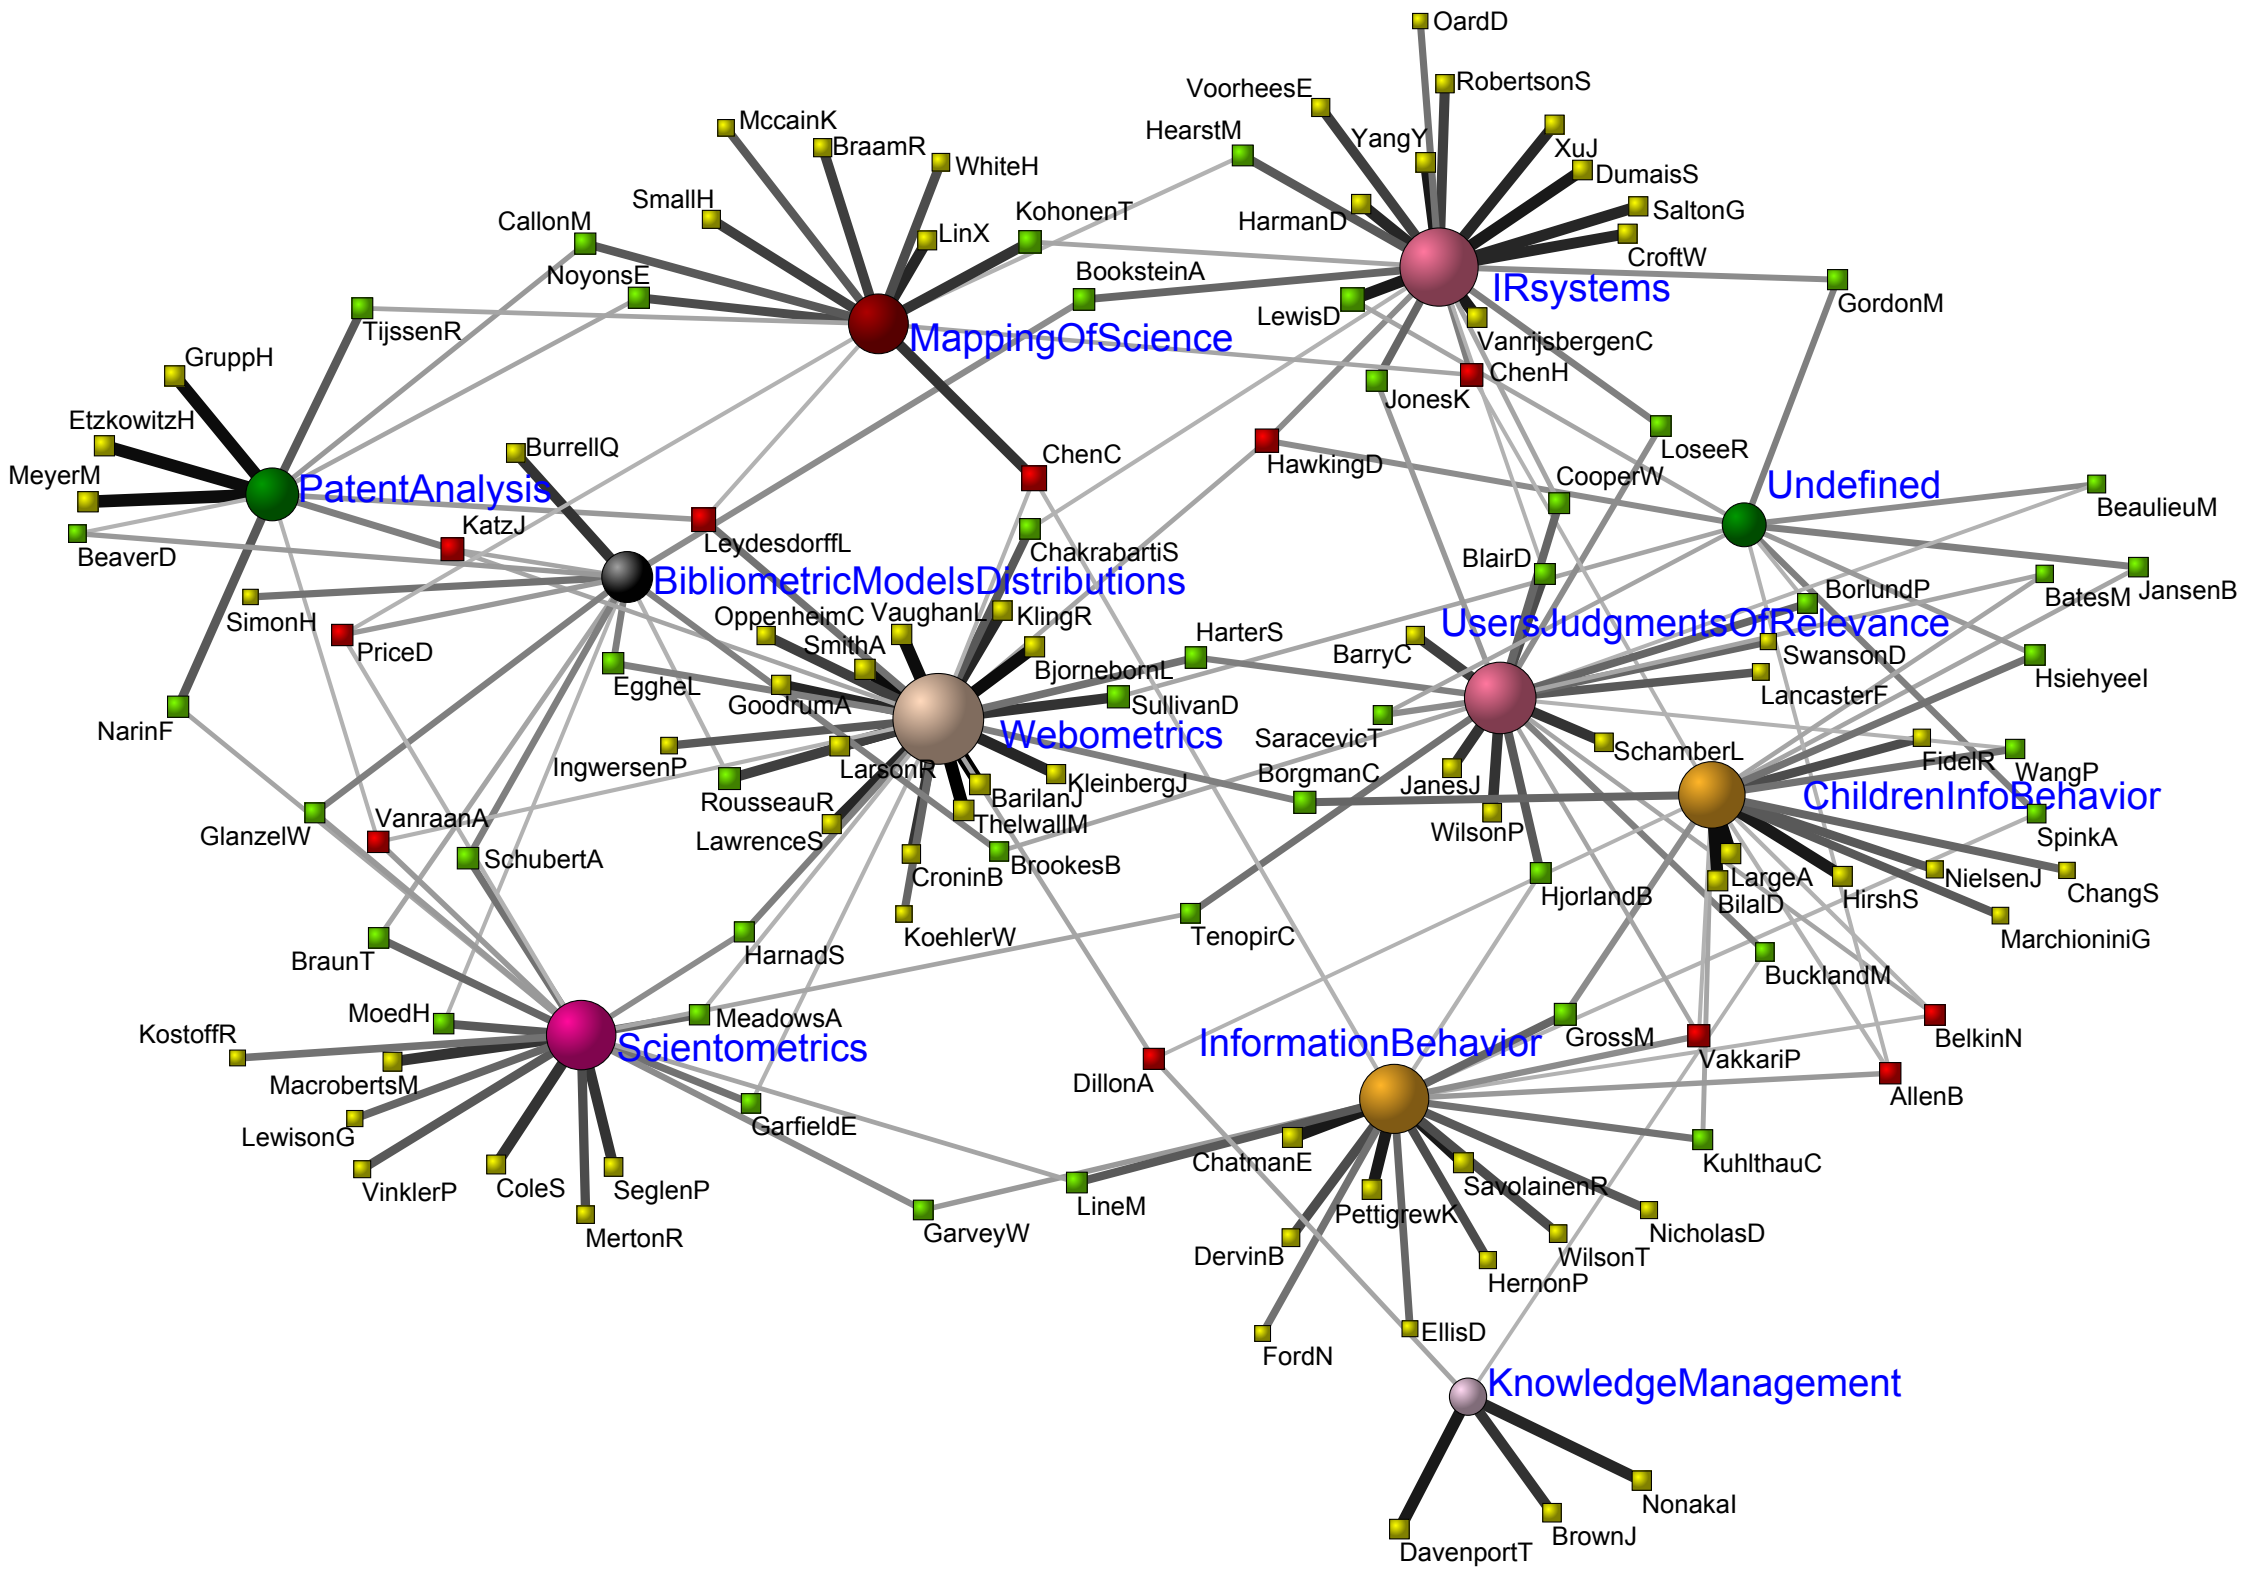 OardD
RobertsonS
VoorheesE
MccainK
HearstM
YangY
XuJ
BraamR
WhiteH
DumaisS
SmallH
KohonenT
HarmanD
SaltonG
CallonM
LinX
CroftW
NoyonsE
BooksteinA
IRsystems
GordonM
TijssenR
MappingOfScience
LewisD
VanrijsbergenC
GruppH
ChenH
JonesK
EtzkowitzH
BurrellQ
ChenC
HawkingD
LoseeR
MeyerM
PatentAnalysis
CooperW
Undefined
BeaulieuM
KatzJ
BeaverD
LeydesdorffL
ChakrabartiS
BlairD
BibliometricModelsDistributions
BorlundP
BatesM
JansenB
SimonH
OppenheimC
VaughanL
KlingR
HarterS
UsersJudgmentsOfRelevance
PriceD
SmithA
BarryC
SwansonD
BjornebornL
EggheL
HsiehyeeI
GoodrumA
SullivanD
LancasterF
NarinF
Webometrics
SaracevicT
SchamberL
IngwersenP
LarsonR
FidelR
WangP
BorgmanC
KleinbergJ
JanesJ
RousseauR
BarilanJ
ChildrenInfoBehavior
VanraanA
ThelwallM
WilsonP
GlanzelW
LawrenceS
SpinkA
SchubertA
BrookesB
CroninB
LargeA
NielsenJ
ChangS
HjorlandB
BilalD
HirshS
KoehlerW
TenopirC
MarchioniniG
BraunT
HarnadS
BucklandM
MoedH
MeadowsA
KostoffR
Scientometrics
InformationBehavior
GrossM
BelkinN
MacrobertsM
DillonA
VakkariP
AllenB
LewisonG
GarfieldE
ChatmanE
KuhlthauC
VinklerP
ColeS
SeglenP
LineM
SavolainenR
PettigrewK
MertonR
GarveyW
DervinB
WilsonT
NicholasD
HernonP
FordN
EllisD
KnowledgeManagement
NonakaI
BrownJ
DavenportT